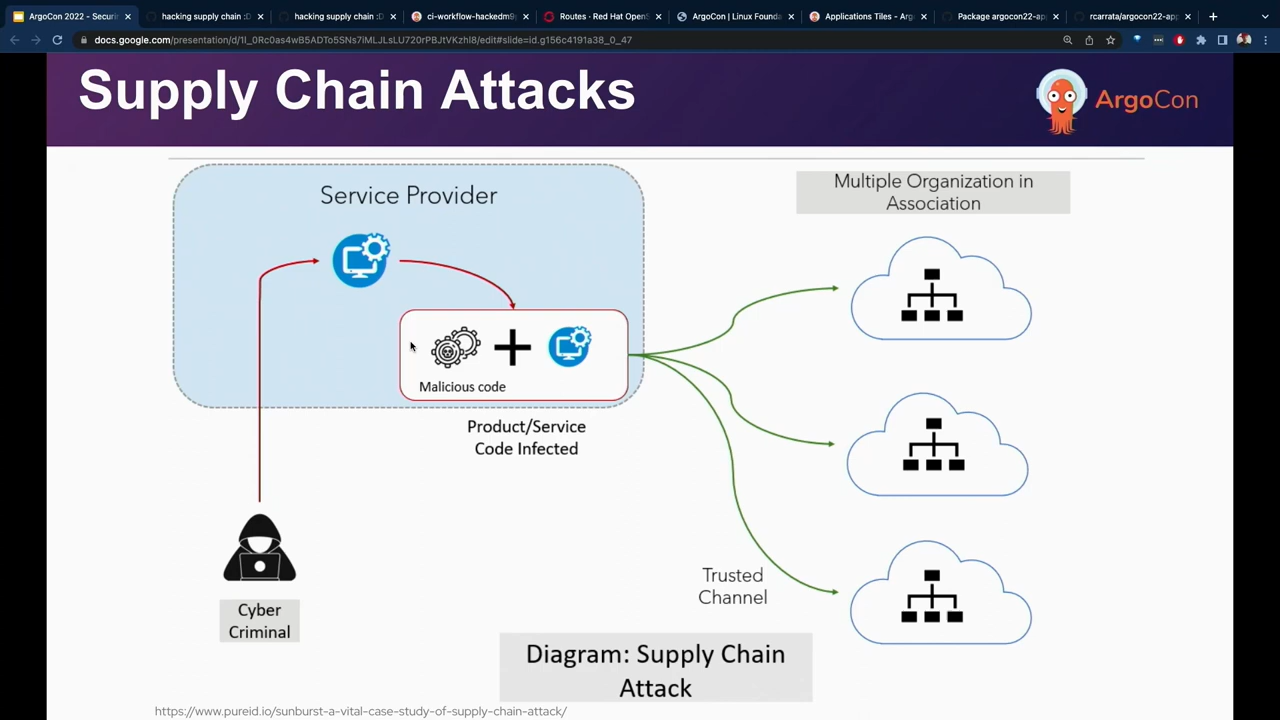 ArgoCon 2022 - Securi
hacking supply chain :D
hacking supply chain :D
ci-workflow-hackedm9
Routes · Red Hat Open
ArgoCon | Linux Founda
Applications Tiles - Arg
Package argocon22-ap
rcarrata/argocon22-app
docs.google.com/presentation/d/1l_0Rc0as4wB5ADTo5SNs7iMLJLsLU720rPBJtVKzhl8/edit#slide=id.g156c4191a38_0_47
Supply Chain Attacks
ArgoCon
Service Provider
Multiple Organization in
Association
Malicious code
Product/Service
Code Infected
Trusted
Channel
Cyber
Criminal
Diagram: Supply Chain
Attack
https://www.pureid.io/sunburst-a-vital-case-study-of-supply-chain-attack/